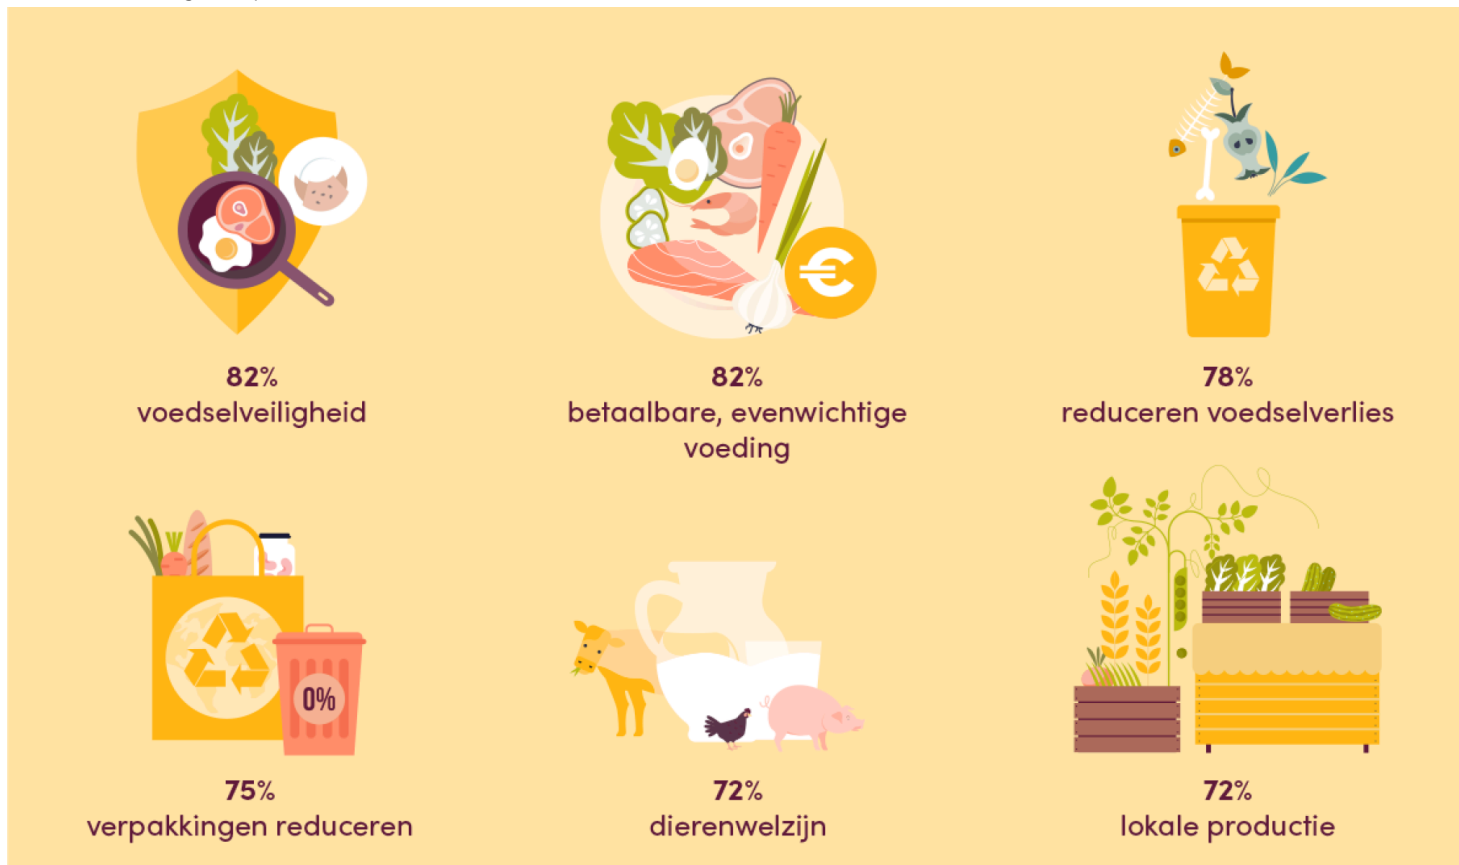 82%
voedselveiligheid
82%
betaalbare, evenwichtige
voeding
€
78%
reduceren voedselverlies
0%
75%
verpakkingen reduceren
72%
dierenwelzijn
72%
lokale productie